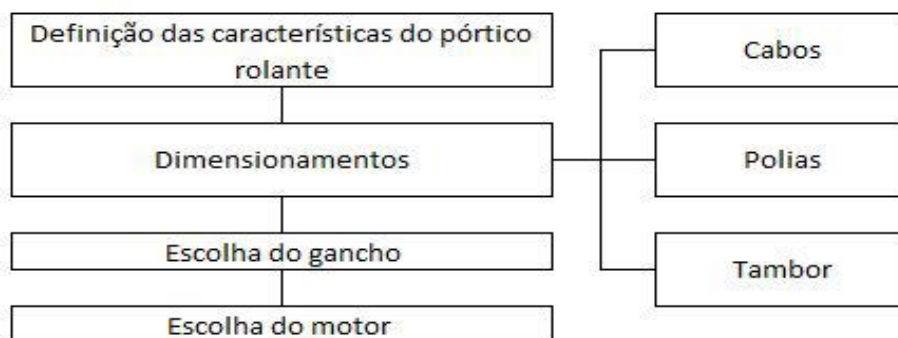 Definição das características do pórtico
rolante
Dimensionamentos
Escolha do gancho
Escolha do motor
Cabos
Polias
Tambor